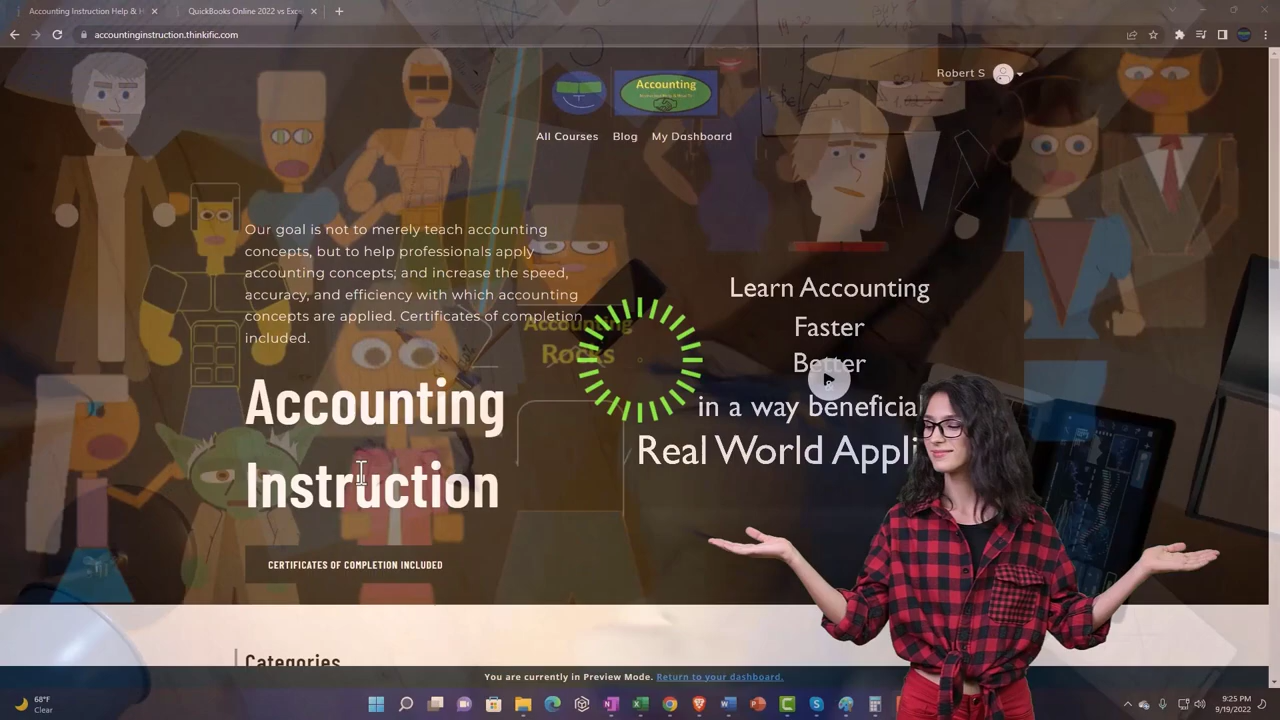 Accounting Instruction Help & H
QuickBooks Online 2022 vs Exc
accountinginstruction.thinkific.com
Robert S
Accounting
All Courses
Blog
My Dashboard
Our goal is not to merely teach accounting
concepts, but to help professionals apply
accounting concepts; and increase the speed,
accuracy, and efficiency with which accounting
concepts are applied. Certificates of completion
included.
Accounting
Rocks
Learn Accounting
Faster
Better
&
in a way beneficial
Real World Appli
Accounting
Instruction
CERTIFICATES OF COMPLETION INCLUDED
Categories
You are currently in Preview Mode. Return to your dashboard.
68°F
Clear
9:25 PM
9/19/2022